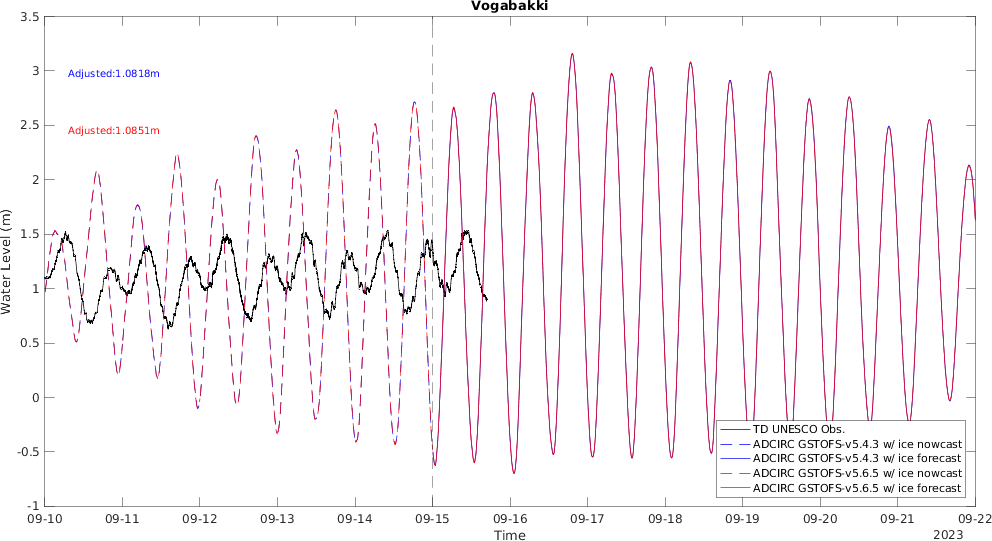 Vogabakki
3.5
3
2.5
2
1.5
1
0.5
0
-0.5
-1
Water Level (m)
Adjusted:1.0818m
Adjusted:1.0851m
TD UNESCO Obs.
ADCIRC GSTOFS-v5.4.3 w/ ice nowcast
ADCIRC GSTOFS-v5.4.3 w/ ice forecast
ADCIRC GSTOFS-v5.6.5 w/ ice nowcast
ADCIRC GSTOFS-v5.6.5 w/ ice forecast
09-10 09-11 09-12 09-13 09-14 09-15 09-16 09-17 09-18 09-19 09-20 09-21 09-22
Time
2023